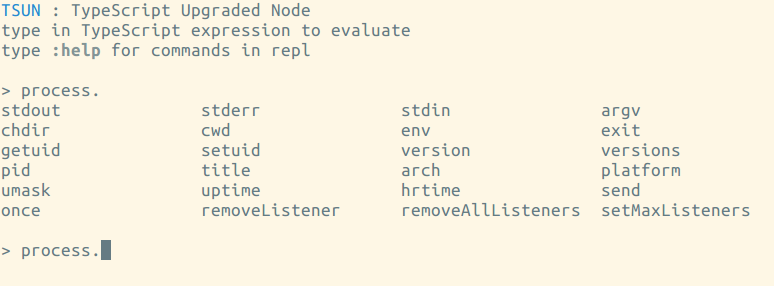 TSUN : TypeScript Upgraded Node
type in TypeScript expression to evaluate
type :help for commands in repl
> process.
stdout stderr stdin argv
chdir cwd env exit
getuid setuid version versions
pid title arch platform
umask uptime hrtime send
once removeListener removeAllListeners setMaxListeners
> process.